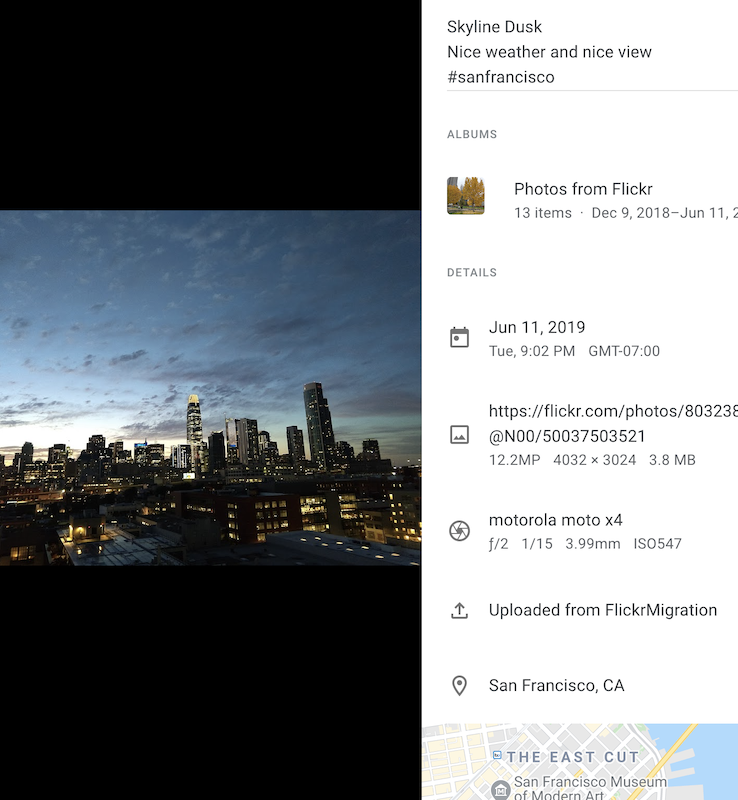 Skyline Dusk
Nice weather and nice view
#sanfrancisco
ALBUMS
Photos from Flickr
13 items · Dec 9, 2018–Jun 11, 2
DETAILS
Jun 11, 2019
Tue, 9:02 PM GMT-07:00
https://flickr.com/photos/803238
@N00/50037503521
12.2MP 4032 × 3024 3.8 MB
motorola moto x4
ƒ/2 1/15 3.99mm ISO547
Uploaded from FlickrMigration
San Francisco, CA
THE EAST CUT
San Francisco Museum
of Modern Art